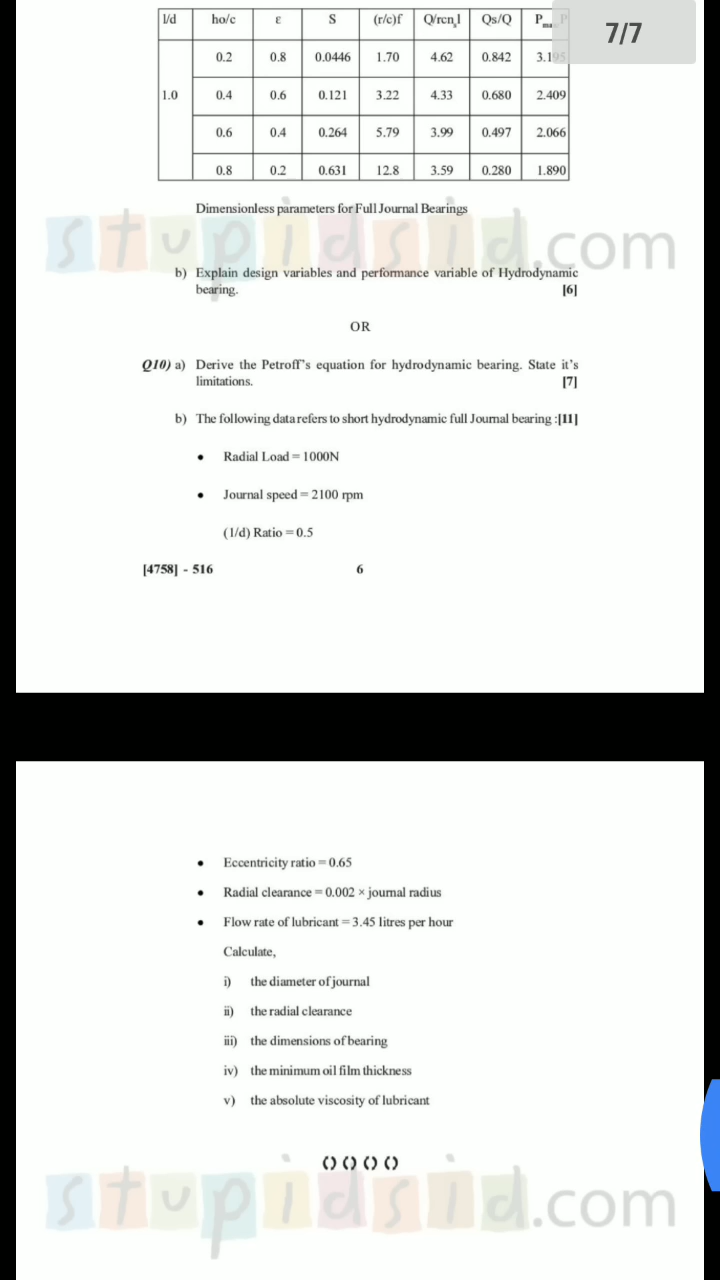 7/7
l/d ho/c ε S (r/c)f Q/rcn_sl Qs/Q
0.2 0.8 0.0446 1.70 4.62 0.842 3.195
1.0 0.4 0.6 0.121 3.22 4.33 0.680 2.409
0.6 0.4 0.264 5.79 3.99 0.497 2.066
0.8 0.2 0.631 12.8 3.59 0.280 1.890
Dimensionless parameters for Full Journal Bearings
stupidsid.com
b) Explain design variables and performance variable of Hydrodynamic
bearing. [6]
OR
Q10) a) Derive the Petroff's equation for hydrodynamic bearing. State it's
limitations. [7]
b) The following data refers to short hydrodynamic full Journal bearing :[11]
• Radial Load = 1000N
• Journal speed = 2100 rpm
(1/d) Ratio = 0.5
[4758] - 516 6
• Eccentricity ratio = 0.65
• Radial clearance = 0.002 × journal radius
• Flow rate of lubricant = 3.45 litres per hour
Calculate,
i) the diameter of journal
ii) the radial clearance
iii) the dimensions of bearing
iv) the minimum oil film thickness
v) the absolute viscosity of lubricant
()()()()
stupidsid.com